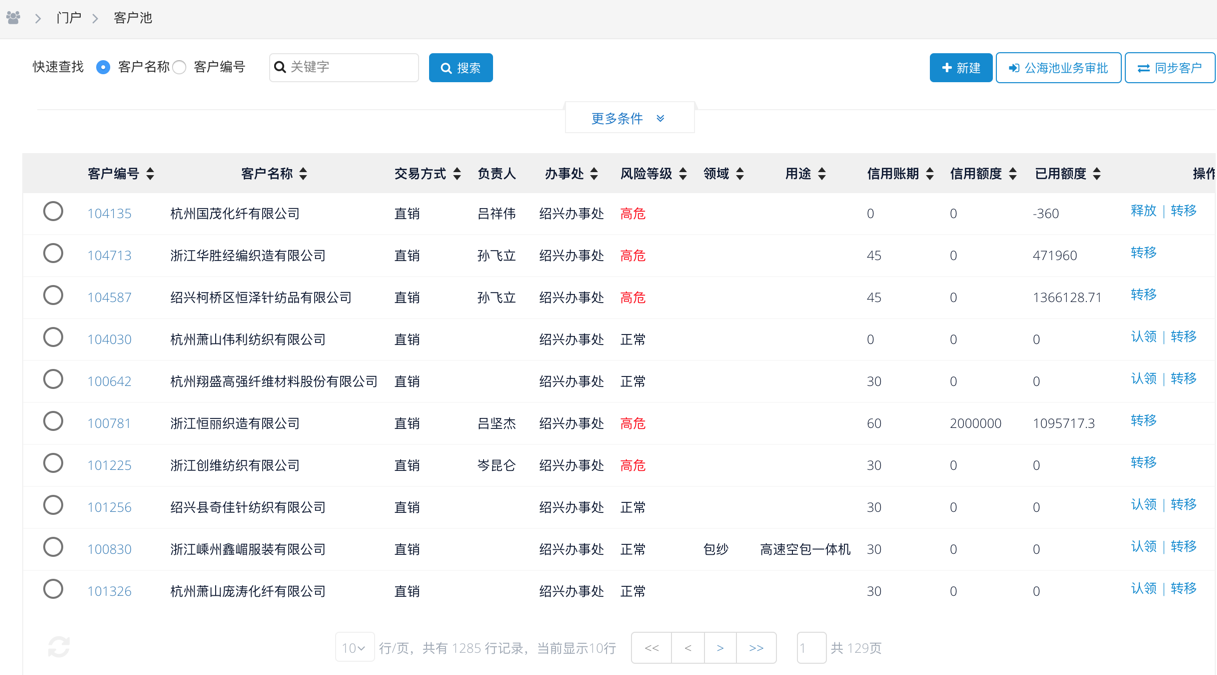 门户 客户池
快速查找 客户名称 客户编号 关键字 搜索 新建 公海池业务审批 同步客户
更多条件
客户编号 客户名称 交易方式 负责人 办事处 风险等级 领域 用途 信用账期 信用额度 已用额度 操作
104135 杭州国茂化纤有限公司 直销 吕祥伟 绍兴办事处 高危 0 0 -360 释放 | 转移
104713 浙江华胜经编织造有限公司 直销 孙飞立 绍兴办事处 高危 45 0 471960 转移
104587 绍兴柯桥区恒泽针纺品有限公司 直销 孙飞立 绍兴办事处 高危 45 0 1366128.71 转移
104030 杭州萧山伟利纺织有限公司 直销 绍兴办事处 正常 0 0 0 认领 | 转移
100642 杭州翔盛高强纤维材料股份有限公司 直销 绍兴办事处 正常 30 0 0 认领 | 转移
100781 浙江恒丽织造有限公司 直销 吕坚杰 绍兴办事处 高危 60 2000000 1095717.3 转移
101225 浙江创维纺织有限公司 直销 岑昆仑 绍兴办事处 高危 30 0 0 转移
101256 绍兴县奇佳针纺织有限公司 直销 绍兴办事处 正常 30 0 0 认领 | 转移
100830 浙江嵊州鑫嵋服装有限公司 直销 绍兴办事处 正常 包纱 高速空包一体机 30 0 0 认领 | 转移
101326 杭州萧山庞涛化纤有限公司 直销 绍兴办事处 正常 30 0 0 认领 | 转移
10 行/页，共有 1285 行记录，当前显示10行 << < > >> 1 共 129页